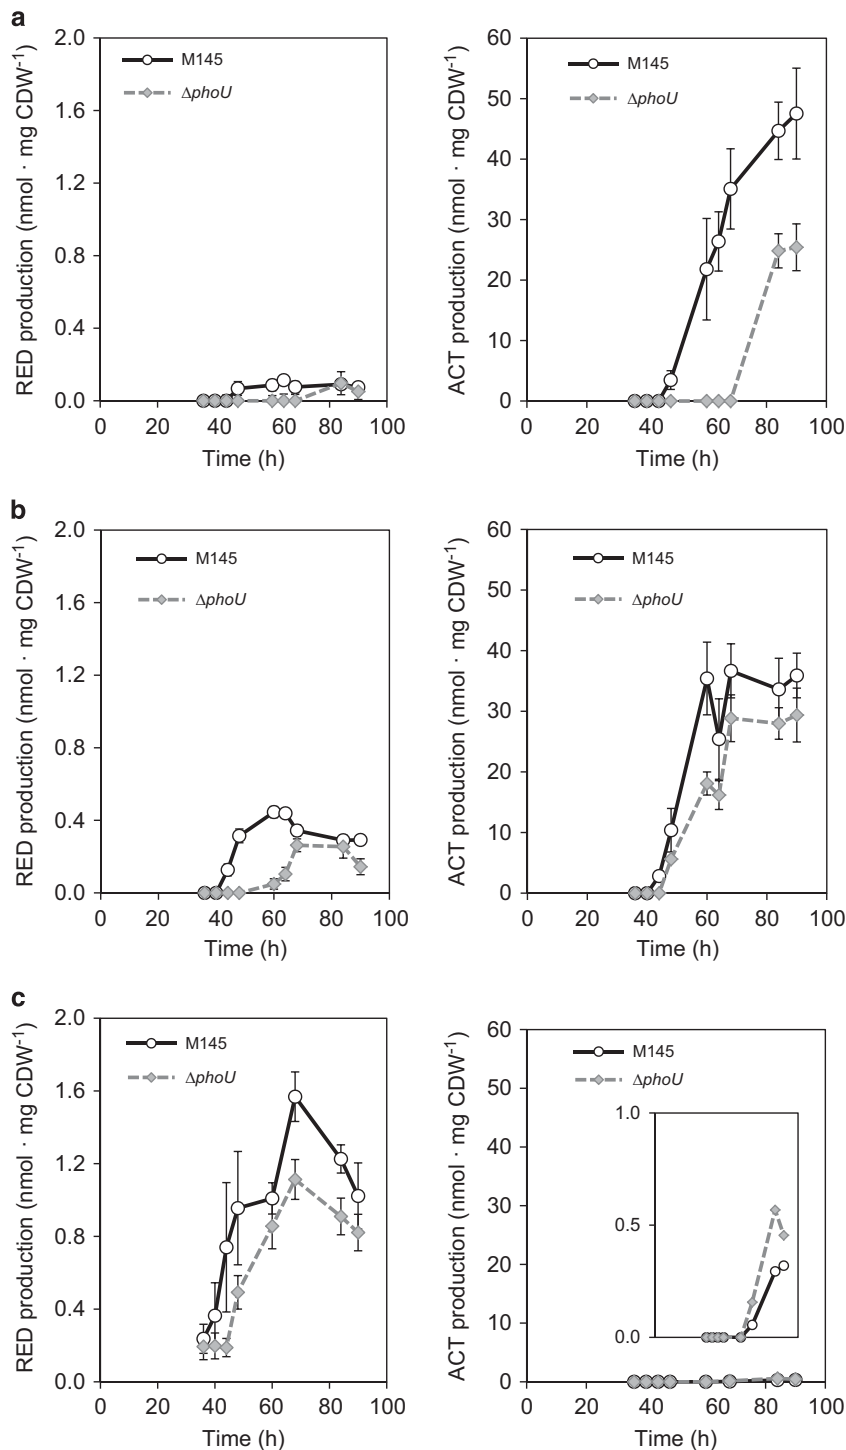 a
RED production (nmol · mg CDW-1)
2.0
1.6
1.2
0.8
0.4
0.0
M145
ΔphoU
0 20 40 60 80 100
Time (h)
ACT production (nmol · mg CDW-1)
60
50
40
30
20
10
0
M145
ΔphoU
0 20 40 60 80 100
Time (h)
b
RED production (nmol · mg CDW-1)
2.0
1.6
1.2
0.8
0.4
0.0
M145
ΔphoU
0 20 40 60 80 100
Time (h)
ACT production (nmol · mg CDW-1)
60
50
40
30
20
10
0
M145
ΔphoU
0 20 40 60 80 100
Time (h)
c
RED production (nmol · mg CDW-1)
2.0
1.6
1.2
0.8
0.4
0.0
M145
ΔphoU
0 20 40 60 80 100
Time (h)
ACT production (nmol · mg CDW-1)
60
50
40
30
20
10
0
M145
ΔphoU
1.0
0.5
0.0
0 20 40 60 80 100
Time (h)